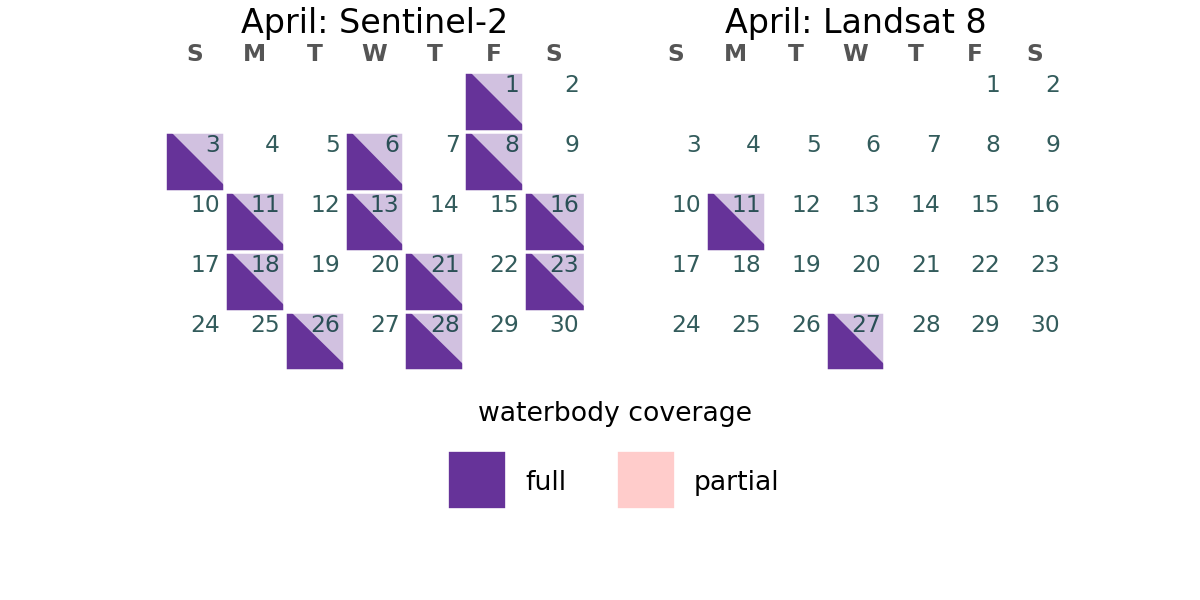 April: Sentinel-2
S M T W T F S
1 2
3 4 5 6 7 8 9
10 11 12 13 14 15 16
17 18 19 20 21 22 23
24 25 26 27 28 29 30
April: Landsat 8
S M T W T F S
1 2
3 4 5 6 7 8 9
10 11 12 13 14 15 16
17 18 19 20 21 22 23
24 25 26 27 28 29 30
waterbody coverage
full partial